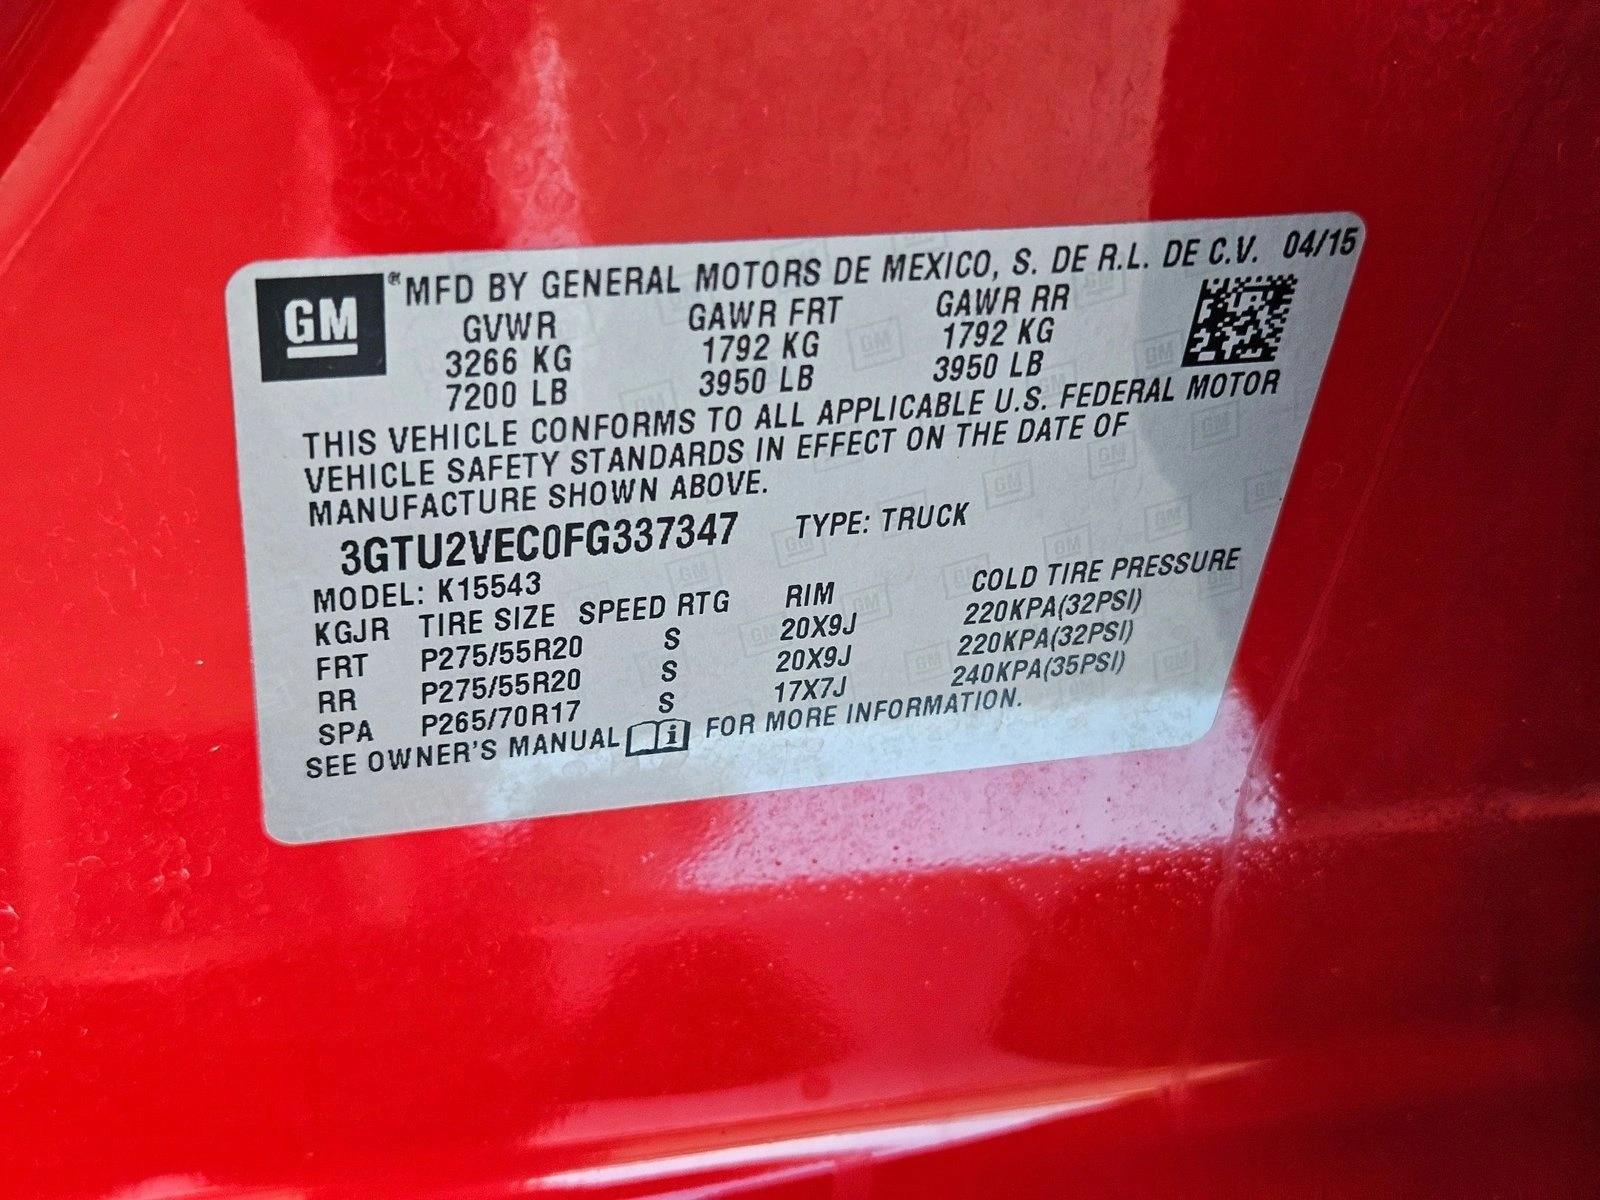 GM
®MFD BY GENERAL MOTORS DE MEXICO, S. DE R.L. DE C.V. 04/15
GVWR GAWR FRT GAWR RR
3266 KG 1792 KG 1792 KG
7200 LB 3950 LB 3950 LB
THIS VEHICLE CONFORMS TO ALL APPLICABLE U.S. FEDERAL MOTOR
VEHICLE SAFETY STANDARDS IN EFFECT ON THE DATE OF
MANUFACTURE SHOWN ABOVE.
3GTU2VEC0FG337347 TYPE: TRUCK
MODEL: K15543
KGJR TIRE SIZE SPEED RTG RIM COLD TIRE PRESSURE
FRT P275/55R20 S 20X9J 220KPA(32PSI)
RR P275/55R20 S 20X9J 220KPA(32PSI)
SPA P265/70R17 S 17X7J 240KPA(35PSI)
SEE OWNER'S MANUAL i FOR MORE INFORMATION.